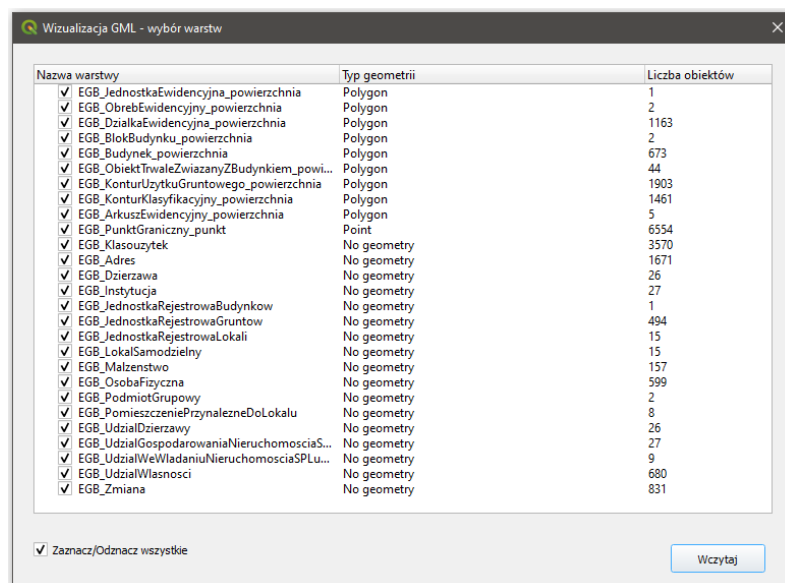 Wizualizacja GML - wybór warstw
Nazwa warstwy Typ geometrii Liczba obiektów
EGB_JednostkaEwidencyjna_powierzchnia Polygon 1
EGB_ObrebEwidencyjny_powierzchnia Polygon 2
EGB_DzialkaEwidencyjna_powierzchnia Polygon 1163
EGB_BlokBudynku_powierzchnia Polygon 2
EGB_Budynek_powierzchnia Polygon 673
EGB_ObiektTrwaleZwiazanyZBudynkiem_powi... Polygon 44
EGB_KonturUzytkuGruntowego_powierzchnia Polygon 1903
EGB_KonturKlasyfikacyjny_powierzchnia Polygon 1461
EGB_ArkuszEwidencyjny_powierzchnia Polygon 5
EGB_PunktGraniczny_punkt Point 6554
EGB_Klasouzytek No geometry 3570
EGB_Adres No geometry 1671
EGB_Dzierzawa No geometry 26
EGB_Instytucja No geometry 27
EGB_JednostkaRejestrowaBudynkow No geometry 1
EGB_JednostkaRejestrowaGruntow No geometry 494
EGB_JednostkaRejestrowaLokali No geometry 15
EGB_LokalSamodzielny No geometry 15
EGB_Malzenstwo No geometry 157
EGB_OsobaFizyczna No geometry 599
EGB_PodmiotGrupowy No geometry 2
EGB_PomieszczeniePrzynalezneDoLokalu No geometry 8
EGB_UdzialDzierzawy No geometry 26
EGB_UdzialGospodarowaniaNieruchomosciaS... No geometry 27
EGB_UdzialWeWladaniuNieruchomosciaSPLu... No geometry 9
EGB_UdzialWlasnosci No geometry 680
EGB_Zmiana No geometry 831
Zaznacz/Odznacz wszystkie
Wczytaj